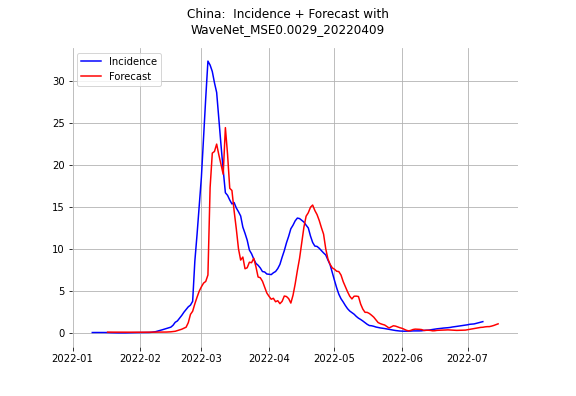 China:  Incidence + Forecast with
WaveNet_MSE0.0029_20220409
Incidence
Forecast
30
25
20
15
10
5
0
2022-01 2022-02 2022-03 2022-04 2022-05 2022-06 2022-07